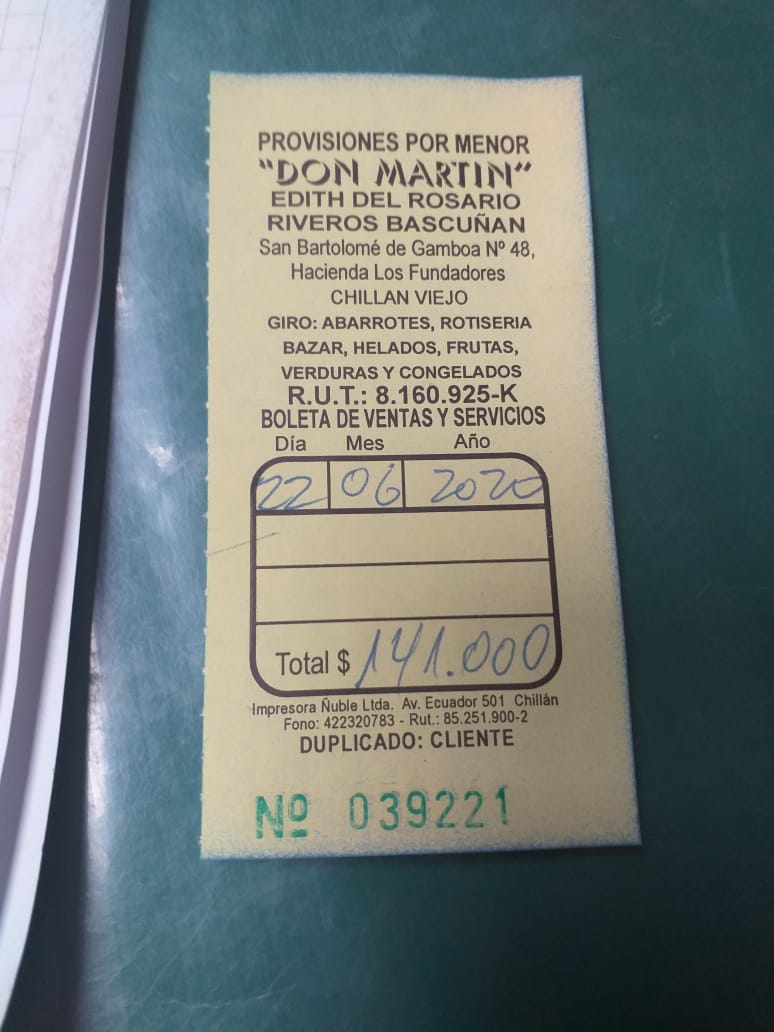 PROVISIONES POR MENOR
"DON MARTIN"
EDITH DEL ROSARIO
RIVEROS BASCUÑAN
San Bartolomé de Gamboa Nº 48,
Hacienda Los Fundadores
CHILLAN VIEJO
GIRO: ABARROTES, ROTISERIA
BAZAR, HELADOS, FRUTAS,
VERDURAS Y CONGELADOS
R.U.T.: 8.160.925-K
BOLETA DE VENTAS Y SERVICIOS
Día Mes Año
22 06 2020
Total $ 141.000
Impresora Ñuble Ltda. Av. Ecuador 501 Chillán
Fono: 422320783 - Rut.: 85.251.900-2
DUPLICADO: CLIENTE
Nº 039221